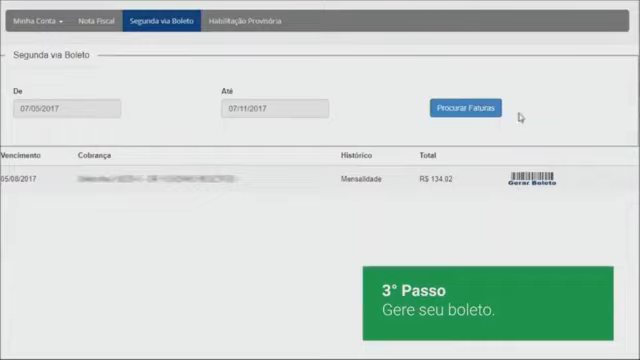 Minha Conta Nota Fiscal Segunda via Boleto Habilitação Provisória
Segunda via Boleto
De Até
07/05/2017 07/11/2017 Procurar Faturas
Vencimento Cobrança Histórico Total
05/08/2017 Mensalidade R$ 134.02 Gerar Boleto
3° Passo
Gere seu boleto.